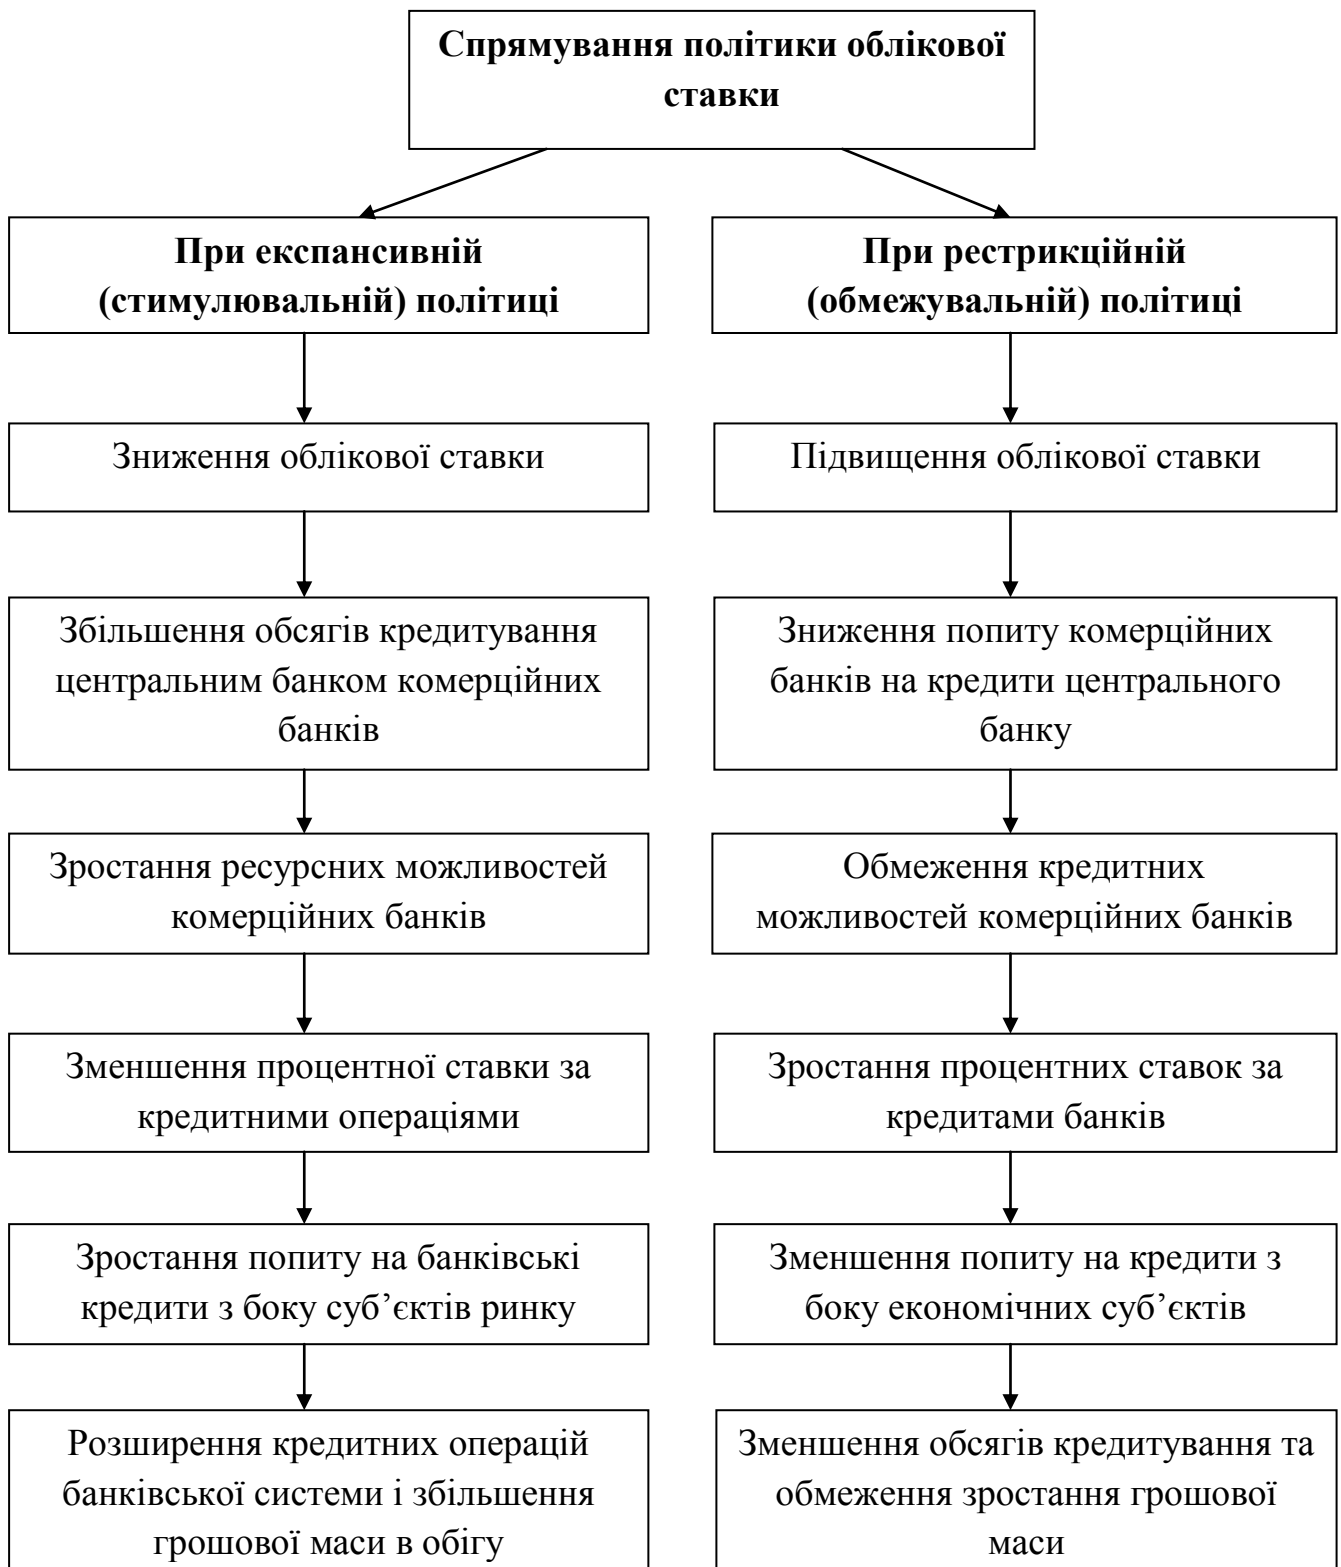 Спрямування політики облікової
ставки
При експансивній
(стимулювальній) політиці
При рестрикційній
(обмежувальній) політиці
Зниження облікової ставки
Підвищення облікової ставки
Збільшення обсягів кредитування
центральним банком комерційних
банків
Зниження попиту комерційних
банків на кредити центрального
банку
Зростання ресурсних можливостей
комерційних банків
Обмеження кредитних
можливостей комерційних банків
Зменшення процентної ставки за
кредитними операціями
Зростання процентних ставок за
кредитами банків
Зростання попиту на банківські
кредити з боку суб’єктів ринку
Зменшення попиту на кредити з
боку економічних суб’єктів
Розширення кредитних операцій
банківської системи і збільшення
грошової маси в обігу
Зменшення обсягів кредитування та
обмеження зростання грошової
маси